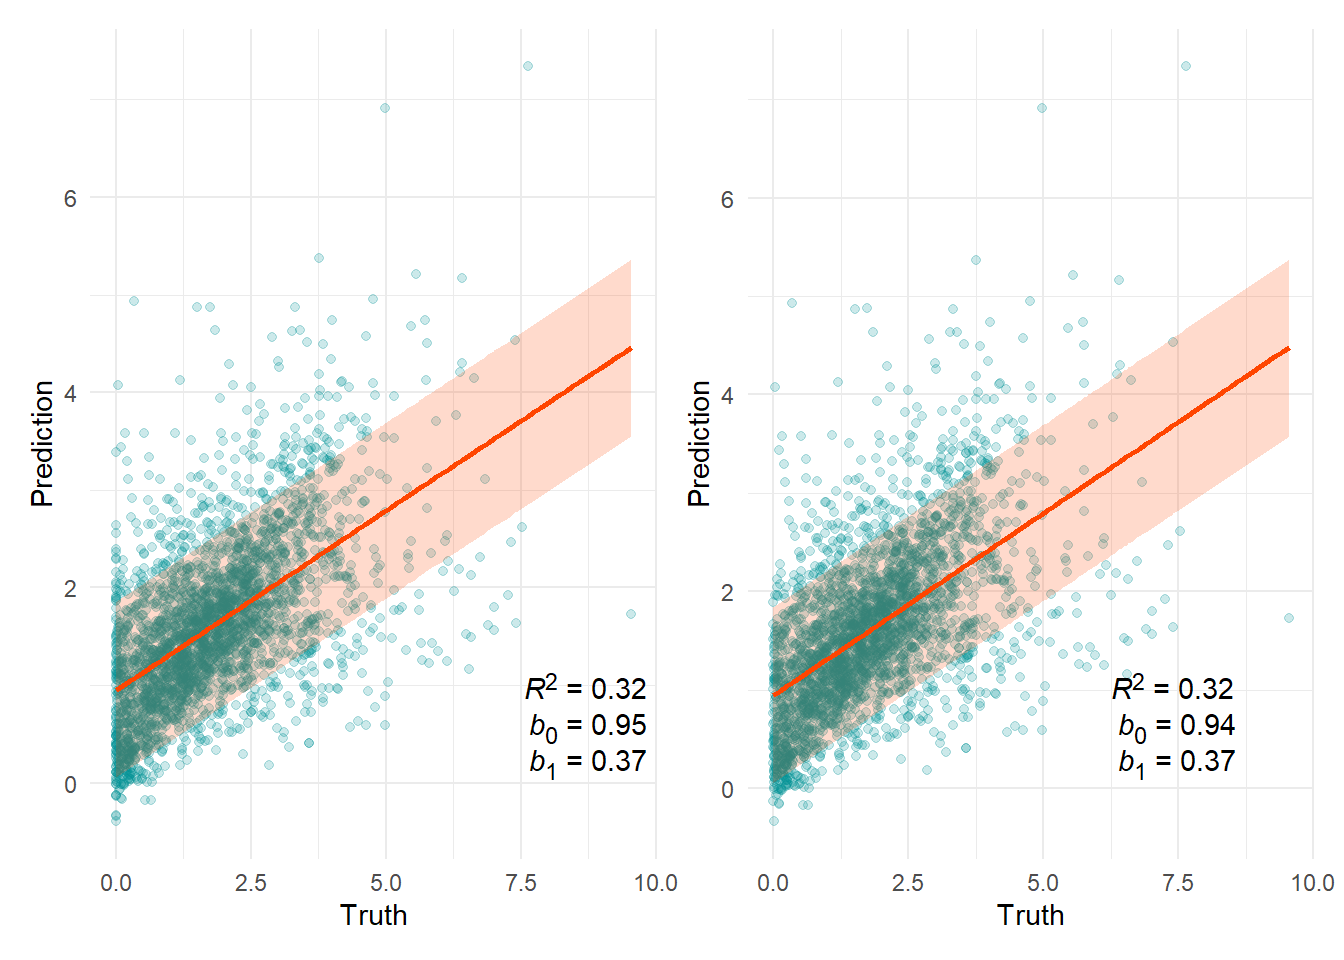 Prediction
6
4
2
0
R² = 0.32
b₀ = 0.95
b₁ = 0.37
0.0 2.5 5.0 7.5 10.0
Truth
Prediction
6
4
2
0
R² = 0.32
b₀ = 0.94
b₁ = 0.37
0.0 2.5 5.0 7.5 10.0
Truth